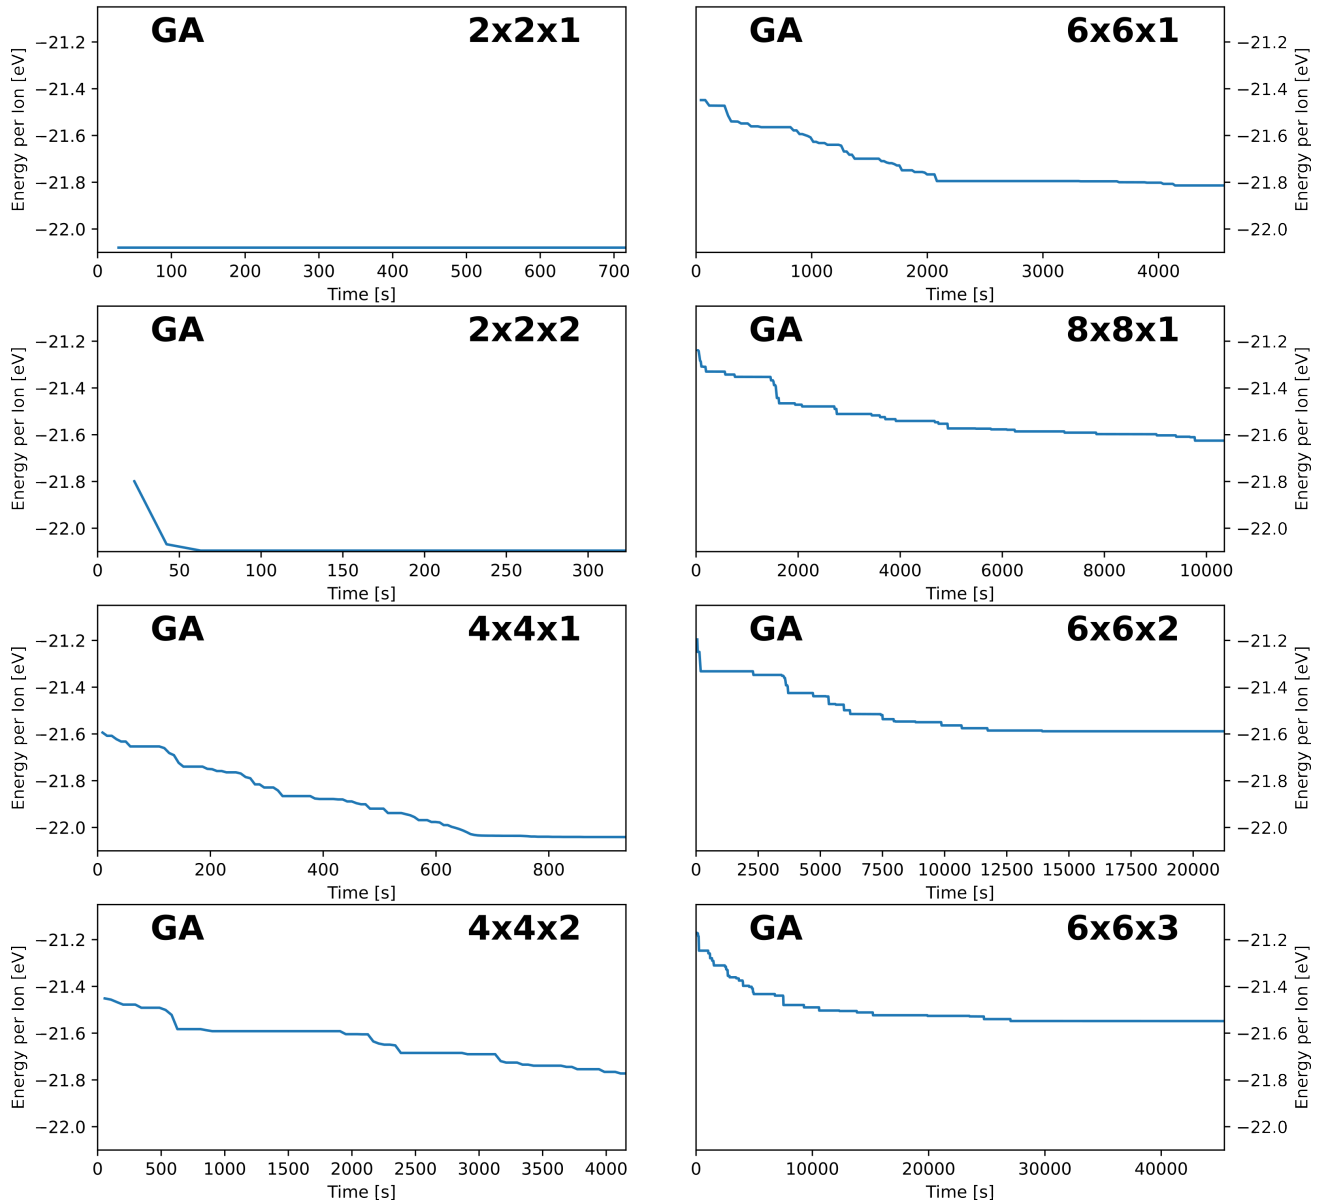 GA 2x2x1
Energy per Ion [eV]
−21.2
−21.4
−21.6
−21.8
−22.0
0 100 200 300 400 500 600 700
Time [s]
GA 6x6x1
−21.2
−21.4
−21.6
−21.8
−22.0
Energy per Ion [eV]
0 1000 2000 3000 4000
Time [s]
GA 2x2x2
Energy per Ion [eV]
−21.2
−21.4
−21.6
−21.8
−22.0
0 50 100 150 200 250 300
Time [s]
GA 8x8x1
−21.2
−21.4
−21.6
−21.8
−22.0
Energy per Ion [eV]
0 2000 4000 6000 8000 10000
Time [s]
GA 4x4x1
Energy per Ion [eV]
−21.2
−21.4
−21.6
−21.8
−22.0
0 200 400 600 800
Time [s]
GA 6x6x2
−21.2
−21.4
−21.6
−21.8
−22.0
Energy per Ion [eV]
0 2500 5000 7500 10000 12500 15000 17500 20000
Time [s]
GA 4x4x2
Energy per Ion [eV]
−21.2
−21.4
−21.6
−21.8
−22.0
0 500 1000 1500 2000 2500 3000 3500 4000
Time [s]
GA 6x6x3
−21.2
−21.4
−21.6
−21.8
−22.0
Energy per Ion [eV]
0 10000 20000 30000 40000
Time [s]